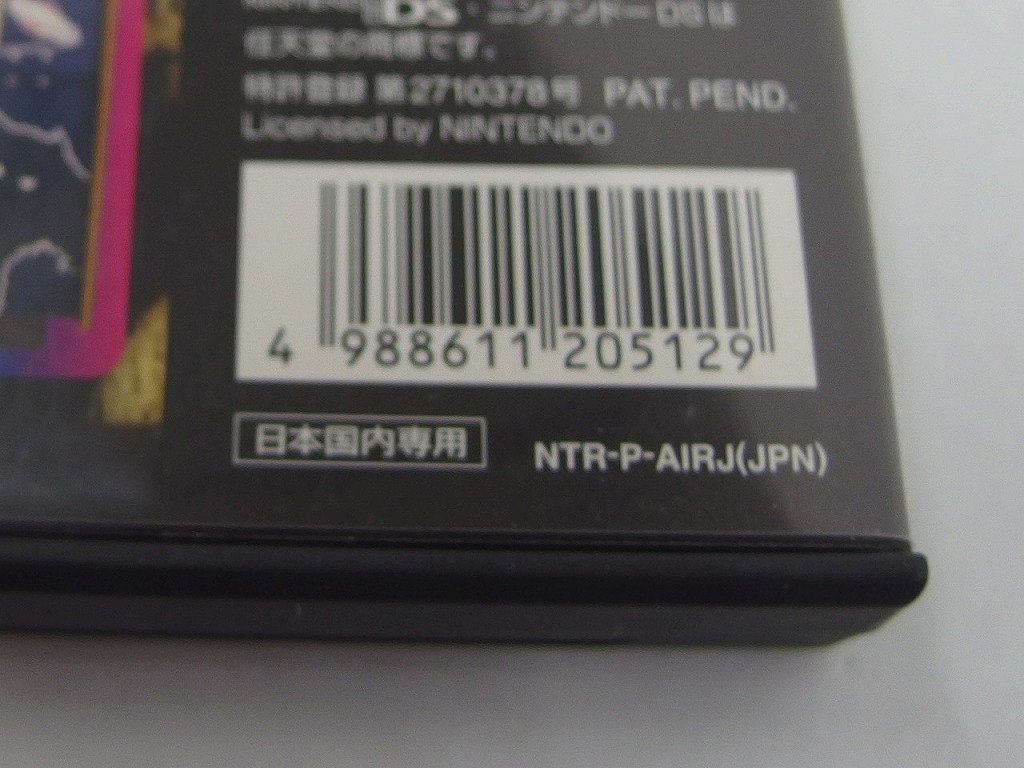 DS・ニンテンドーDSは
任天堂の商標です。
特許登録 第2710378号 PAT. PEND.
Licensed by NINTENDO
4 988611 205129
日本国内専用
NTR-P-AIRJ(JPN)